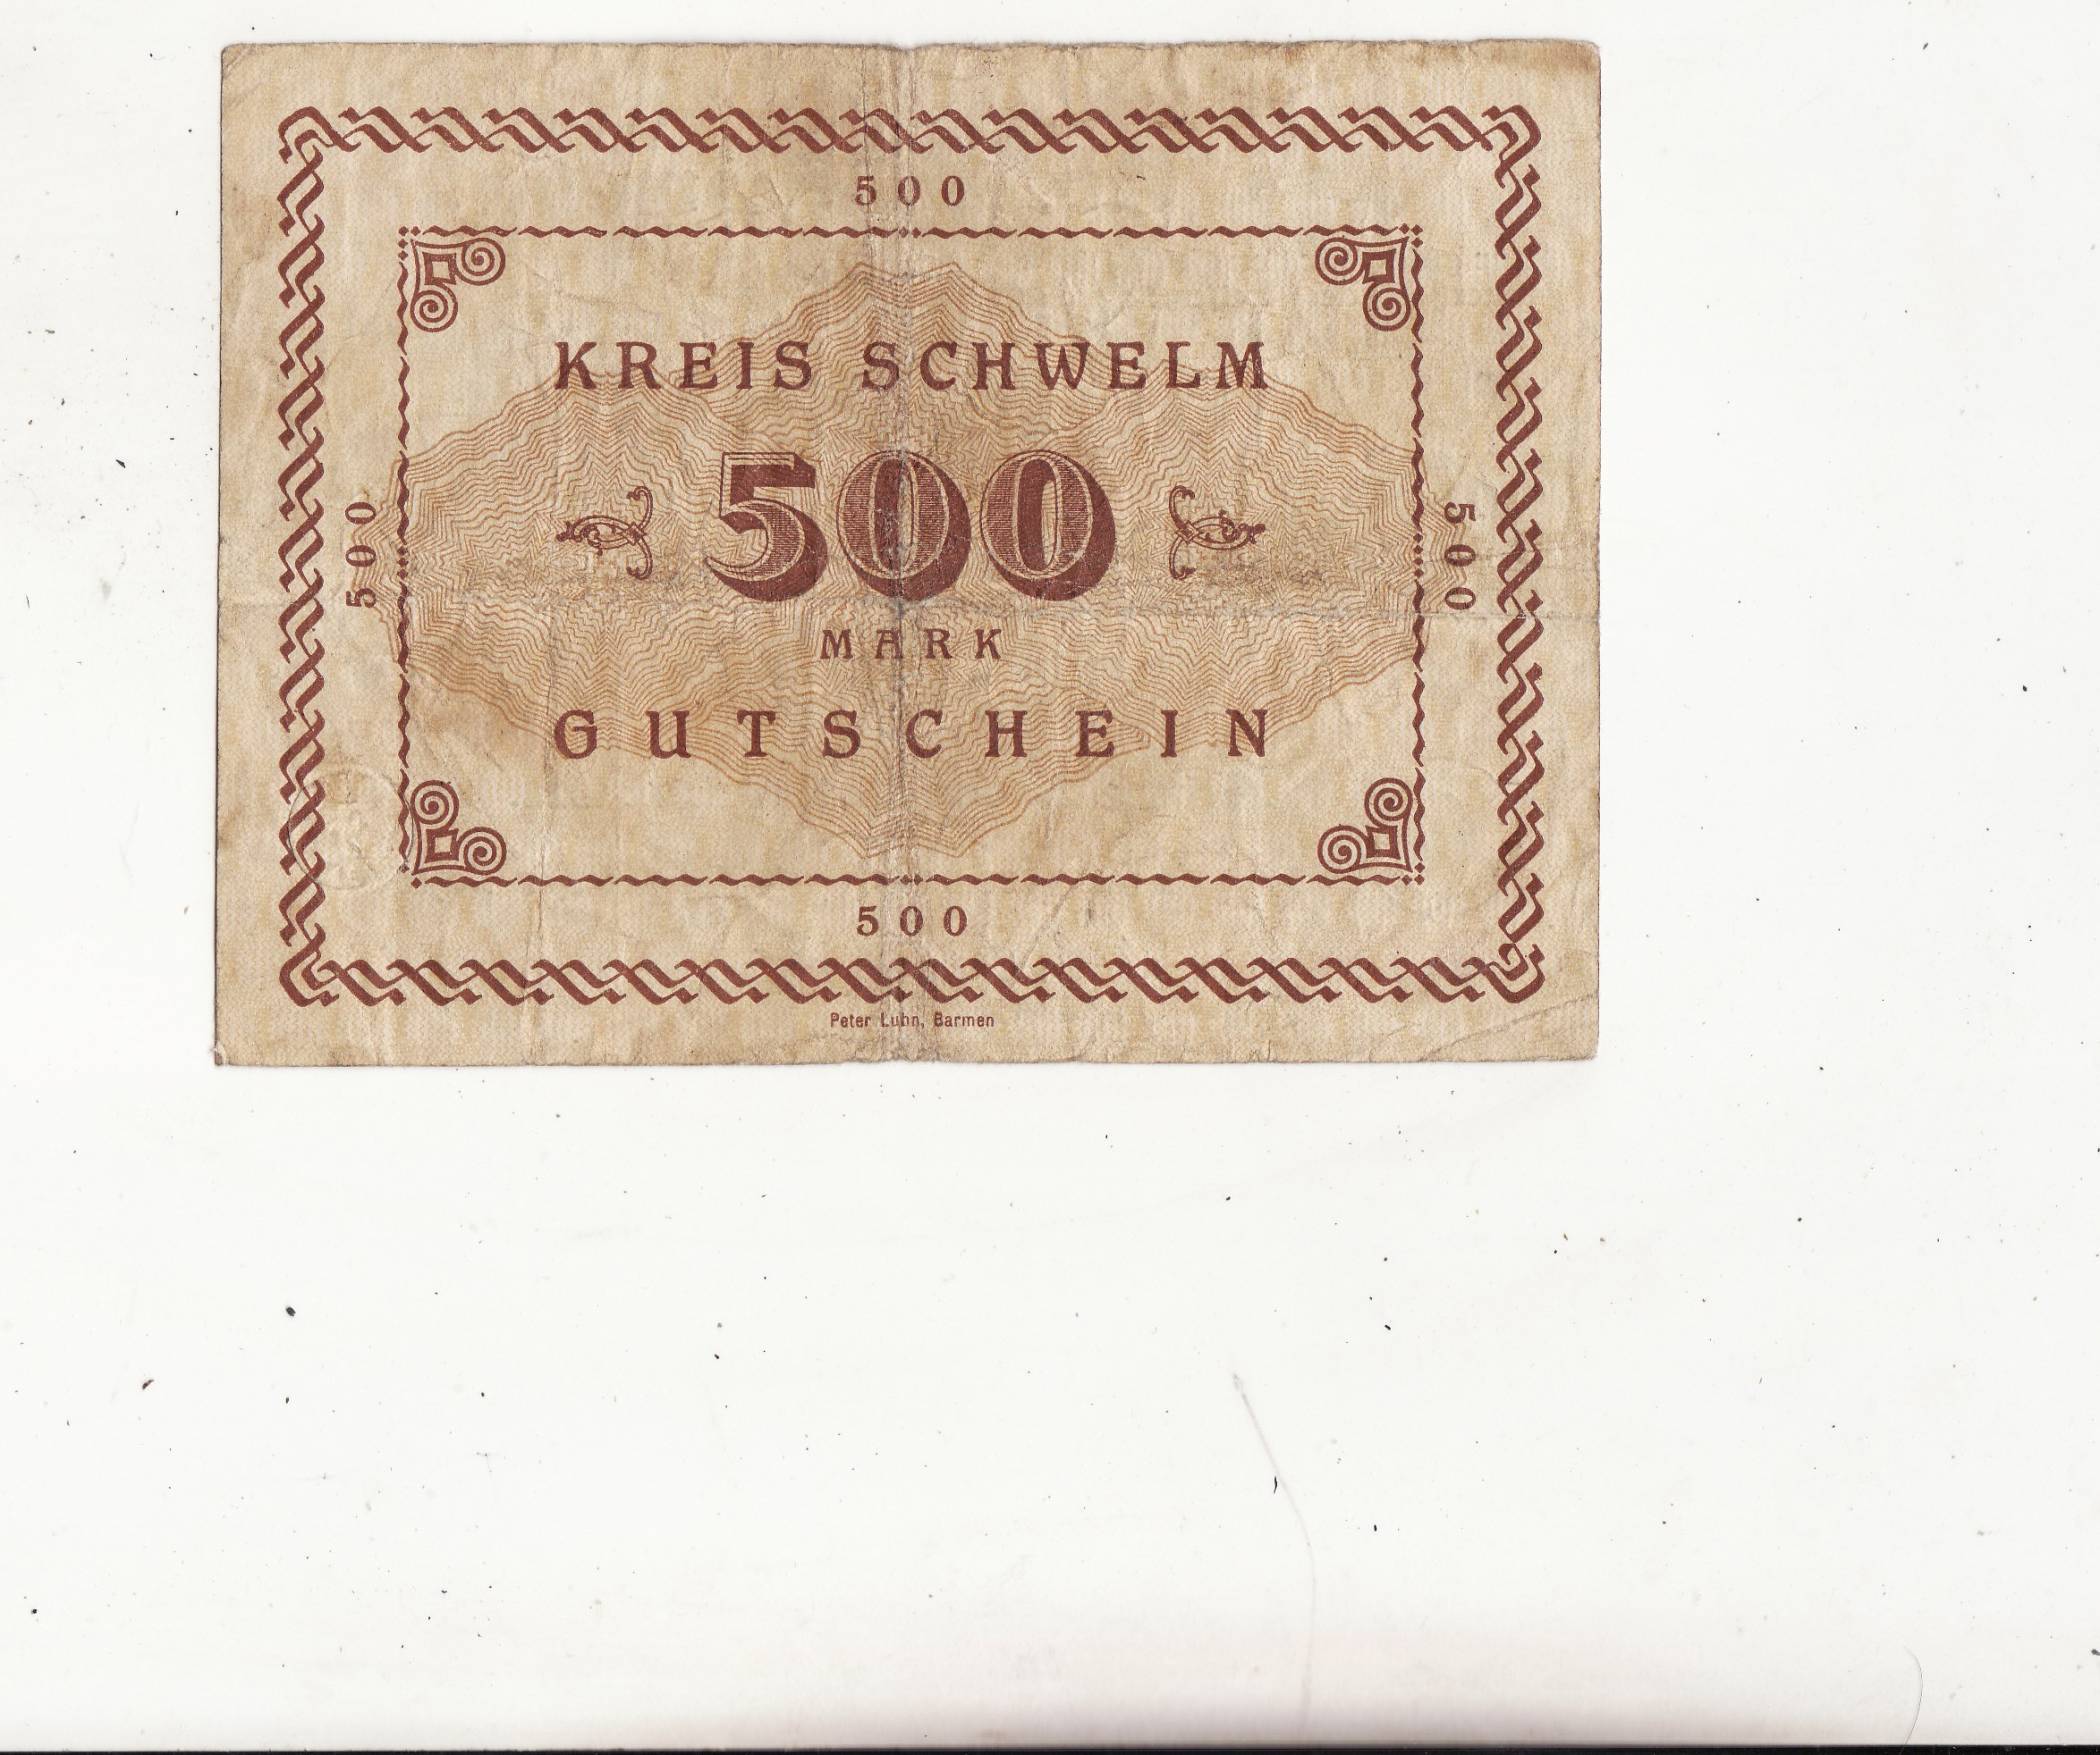 500
KREIS SCHWELM
500
500
500
MARK
GUTSCHEIN
500
Peter Luhn, Barmen